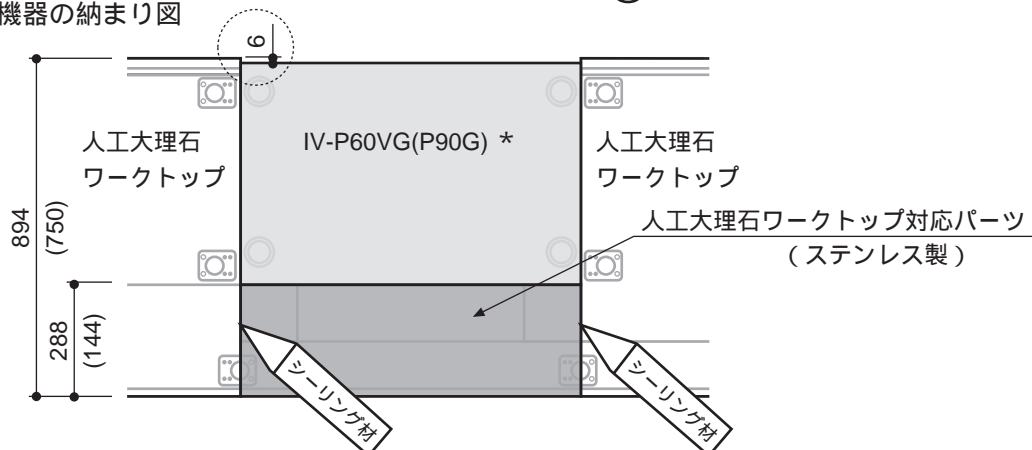 機器の納まり図
6
人工大理石
ワークトップ
IV-P60VG(P90G) *
人工大理石
ワークトップ
894
(750)
人工大理石ワークトップ対応パーツ
(ステンレス製)
288
(144)
シーリング材
シーリング材